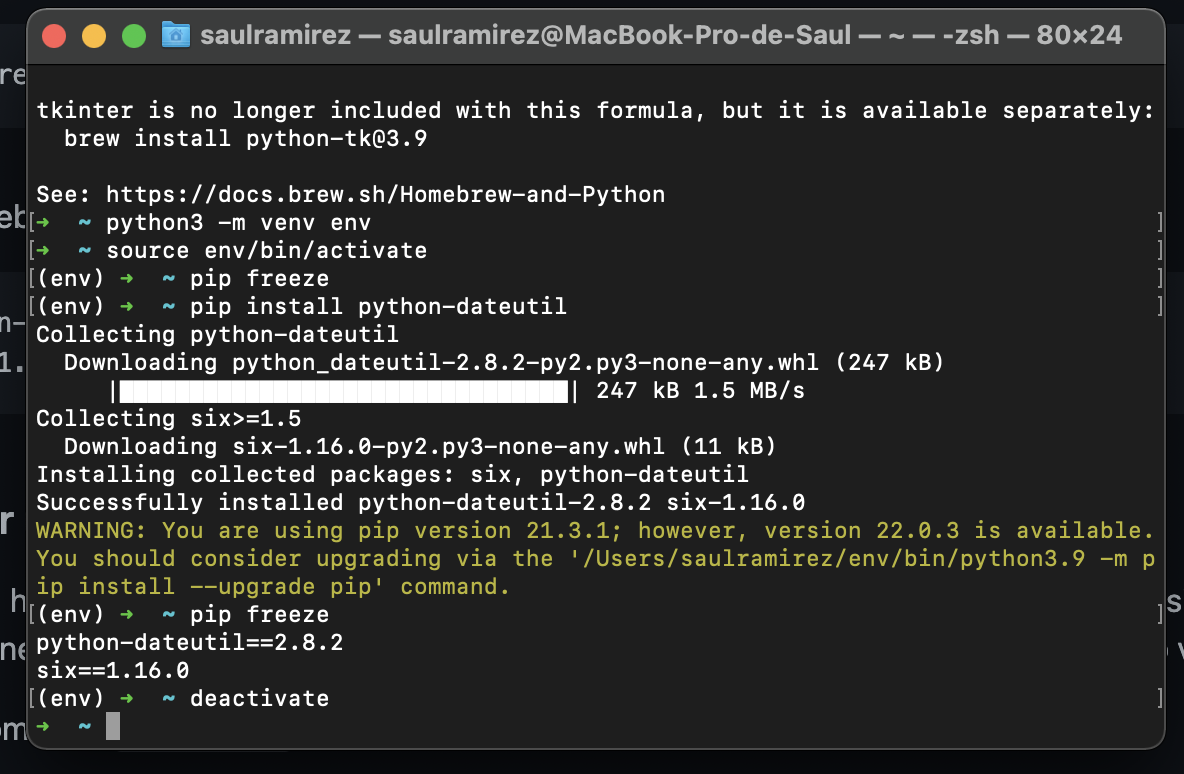 saulramirez — saulramirez@MacBook-Pro-de-Saul — ~ — -zsh — 80×24
tkinter is no longer included with this formula, but it is available separately:
  brew install python-tk@3.9

See: https://docs.brew.sh/Homebrew-and-Python
[➜  ~ python3 -m venv env ]
[➜  ~ source env/bin/activate ]
[(env) ➜  ~ pip freeze ]
[(env) ➜  ~ pip install python-dateutil ]
Collecting python-dateutil
  Downloading python_dateutil-2.8.2-py2.py3-none-any.whl (247 kB)
     |████████████████████████████████| 247 kB 1.5 MB/s
Collecting six>=1.5
  Downloading six-1.16.0-py2.py3-none-any.whl (11 kB)
Installing collected packages: six, python-dateutil
Successfully installed python-dateutil-2.8.2 six-1.16.0
WARNING: You are using pip version 21.3.1; however, version 22.0.3 is available.
You should consider upgrading via the '/Users/saulramirez/env/bin/python3.9 -m p
ip install --upgrade pip' command.
[(env) ➜  ~ pip freeze ]
python-dateutil==2.8.2
six==1.16.0
[(env) ➜  ~ deactivate ]
➜  ~